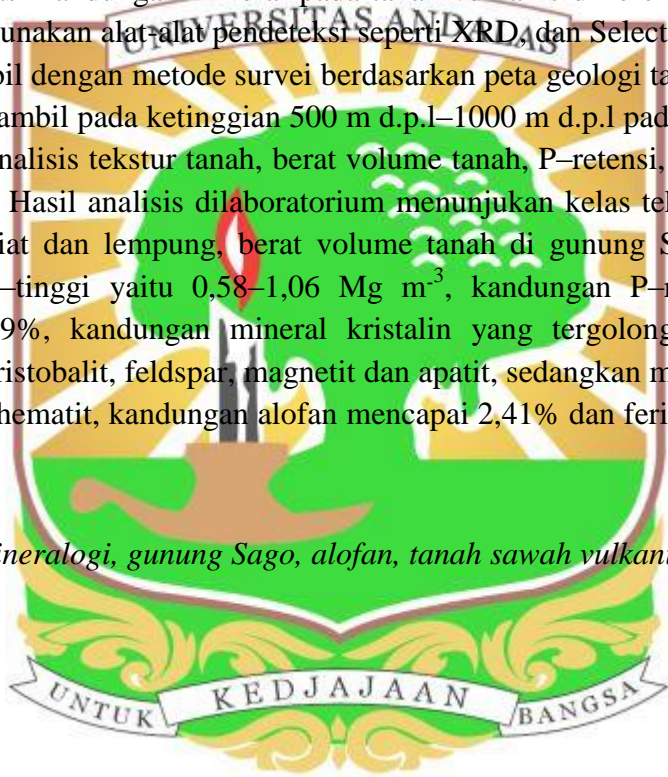 UNIVERSITAS ANDALAS
unakan alat-alat pendeteksi seperti XRD, dan Select
bil dengan metode survei berdasarkan peta geologi ta
ambil pada ketinggian 500 m d.p.l–1000 m d.p.l pad
nalisis tekstur tanah, berat volume tanah, P–retensi,
Hasil analisis dilaboratorium menunjukan kelas tek
iat dan lempung, berat volume tanah di gunung S
–tinggi yaitu 0,58–1,06 Mg m-3, kandungan P–r
9%, kandungan mineral kristalin yang tergolong
ristobalit, feldspar, magnetit dan apatit, sedangkan m
hematit, kandungan alofan mencapai 2,41% dan feri
ineralogi, gunung Sago, alofan, tanah sawah vulkani
UNTUK KEDJAJAAN BANGSA